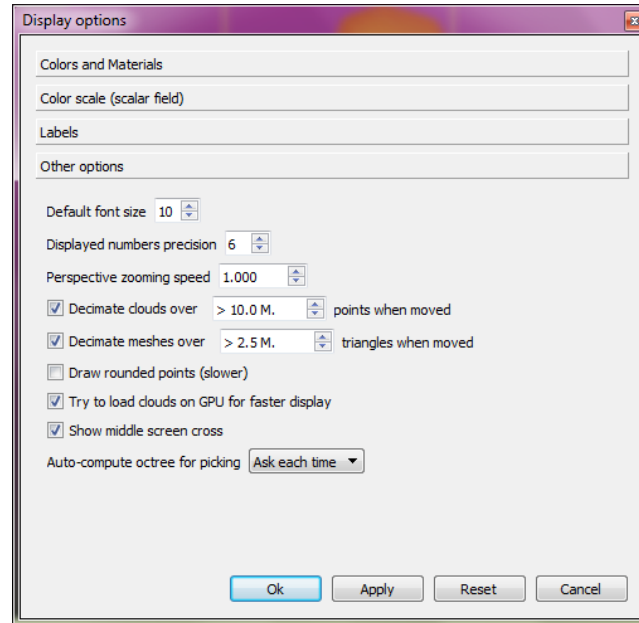 Display options
Colors and Materials
Color scale (scalar field)
Labels
Other options
Default font size 10
Displayed numbers precision 6
Perspective zooming speed 1.000
Decimate clouds over > 10.0 M. points when moved
Decimate meshes over > 2.5 M. triangles when moved
Draw rounded points (slower)
Try to load clouds on GPU for faster display
Show middle screen cross
Auto-compute octree for picking Ask each time
Ok Apply Reset Cancel